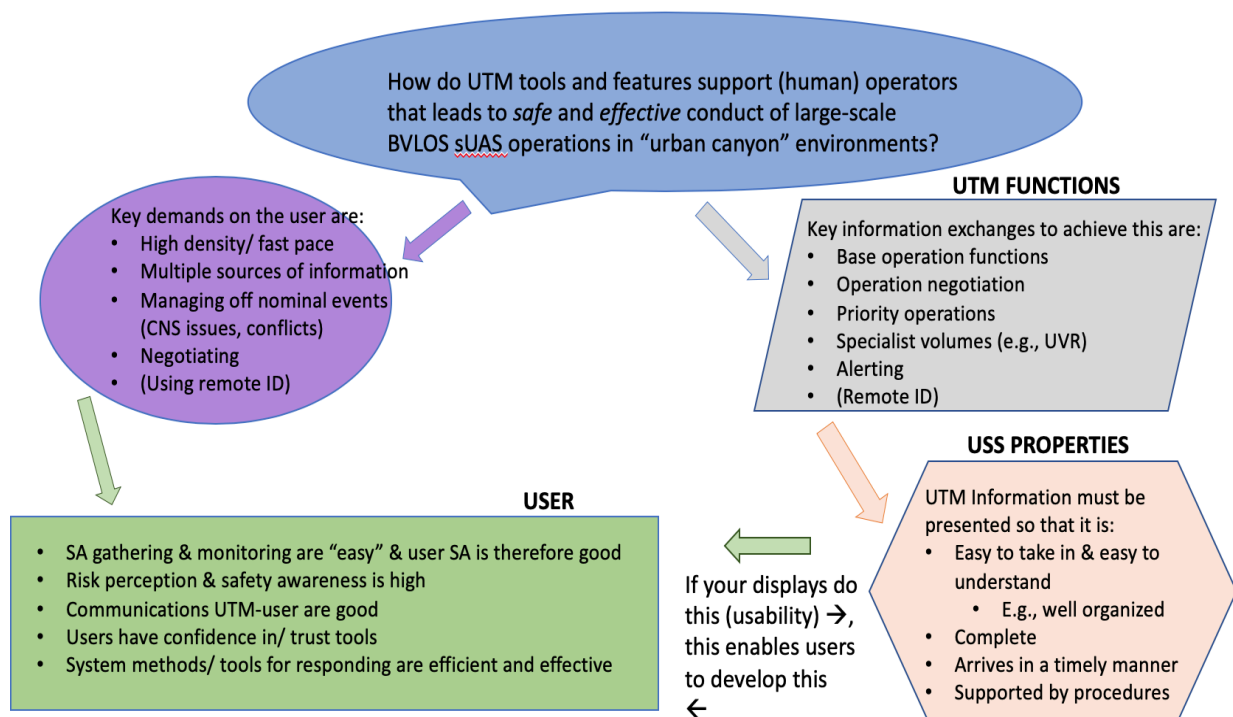 How do UTM tools and features support (human) operators
that leads to safe and effective conduct of large-scale
BVLOS sUAS operations in “urban canyon” environments?
Key demands on the user are:
• High density/ fast pace
• Multiple sources of information
• Managing off nominal events
(CNS issues, conflicts)
• Negotiating
• (Using remote ID)
UTM FUNCTIONS
Key information exchanges to achieve this are:
• Base operation functions
• Operation negotiation
• Priority operations
• Specialist volumes (e.g., UVR)
• Alerting
• (Remote ID)
USS PROPERTIES
UTM Information must be
presented so that it is:
• Easy to take in & easy to
understand
• E.g., well organized
• Complete
• Arrives in a timely manner
• Supported by procedures
If your displays do
this (usability) →,
this enables users
to develop this
←
USER
• SA gathering & monitoring are “easy” & user SA is therefore good
• Risk perception & safety awareness is high
• Communications UTM-user are good
• Users have confidence in/ trust tools
• System methods/ tools for responding are efficient and effective